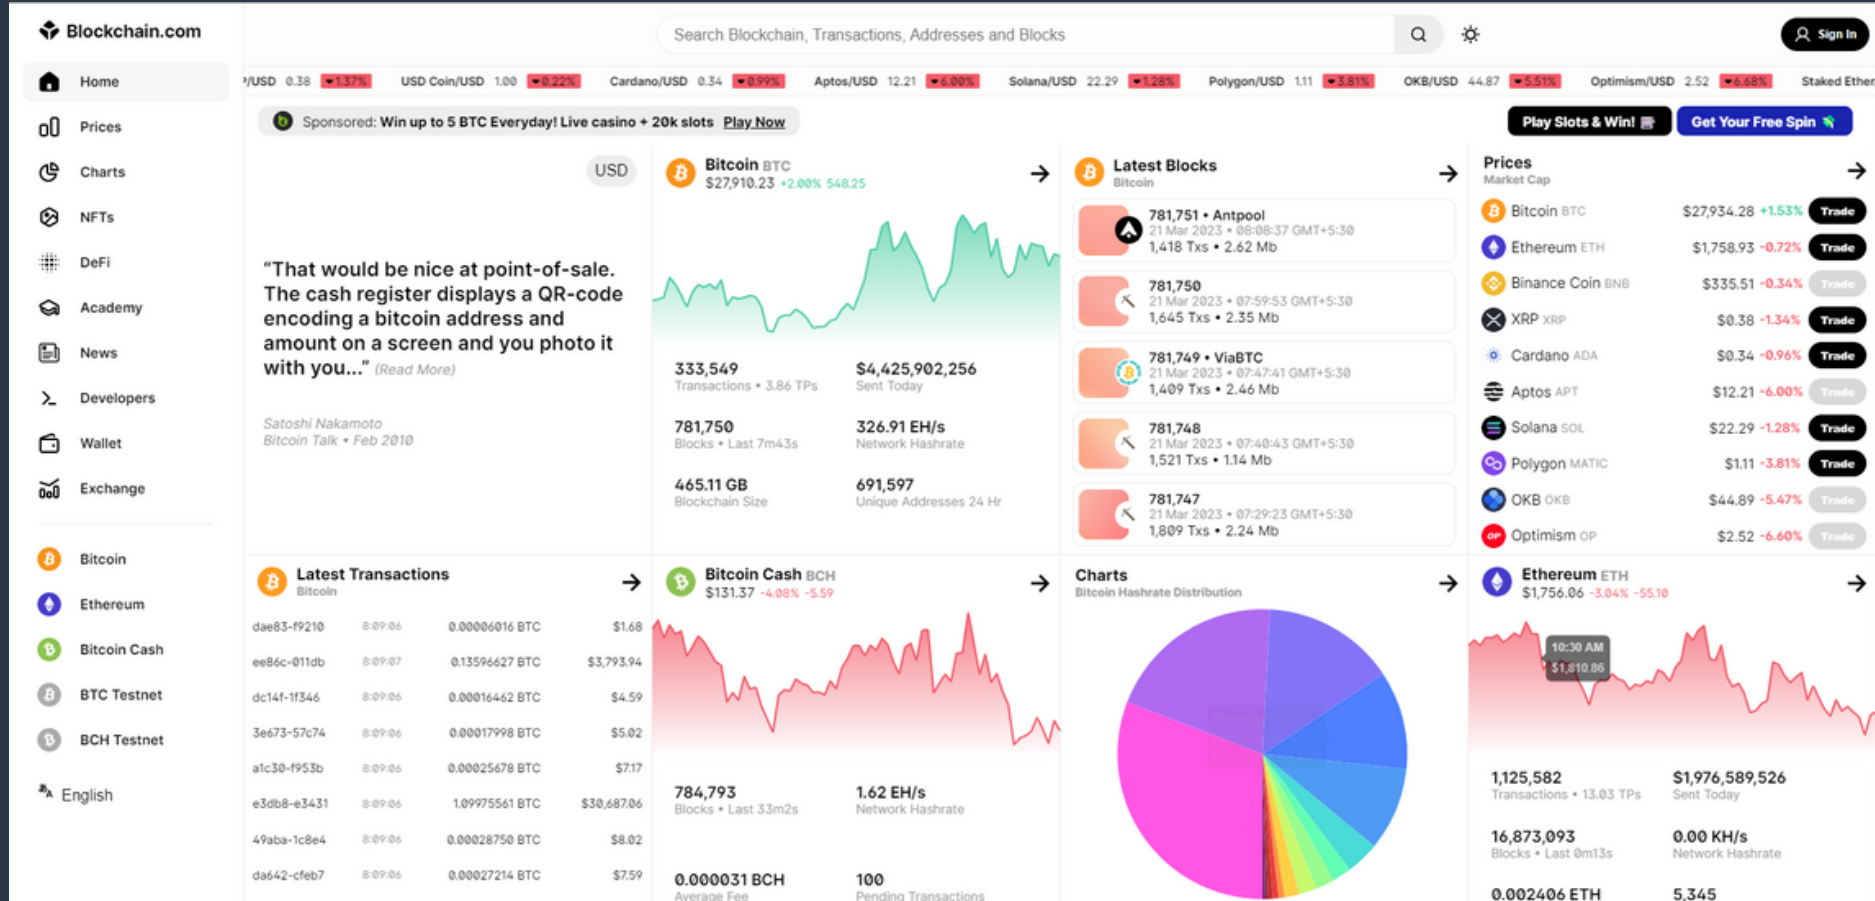 Blockchain.com
Search Blockchain, Transactions, Addresses and Blocks
Sign In
Home
Prices
Charts
NFTs
DeFi
Academy
News
Developers
Wallet
Exchange
Bitcoin
Ethereum
Bitcoin Cash
BTC Testnet
BCH Testnet
English
/USD 0.38 1.37% USD Coin/USD 1.00 0.22% Cardano/USD 0.34 0.99% Aptos/USD 12.21 6.00% Solana/USD 22.29 1.28% Polygon/USD 1.11 3.81% OKB/USD 44.87 5.51% Optimism/USD 2.52 6.68% Staked Ether
Sponsored: Win up to 5 BTC Everyday! Live casino + 20k slots Play Now
Play Slots & Win! Get Your Free Spin
USD
“That would be nice at point-of-sale.
The cash register displays a QR-code
encoding a bitcoin address and
amount on a screen and you photo it
with you...” (Read More)
Satoshi Nakamoto
Bitcoin Talk • Feb 2010
Bitcoin BTC
$27,910.23 +2.00% 548.25
333,549 $4,425,902,256
Transactions • 3.86 TPs Sent Today
781,750 326.91 EH/s
Blocks • Last 7m43s Network Hashrate
465.11 GB 691,597
Blockchain Size Unique Addresses 24 Hr
Latest Blocks
Bitcoin
781,751 • Antpool
21 Mar 2023 • 08:08:37 GMT+5:30
1,418 Txs • 2.62 Mb
781,750
21 Mar 2023 • 07:59:53 GMT+5:30
1,645 Txs • 2.35 Mb
781,749 • ViaBTC
21 Mar 2023 • 07:47:41 GMT+5:30
1,409 Txs • 2.46 Mb
781,748
21 Mar 2023 • 07:40:43 GMT+5:30
1,521 Txs • 1.14 Mb
781,747
21 Mar 2023 • 07:29:23 GMT+5:30
1,809 Txs • 2.24 Mb
Prices
Market Cap
Bitcoin BTC $27,934.28 +1.53% Trade
Ethereum ETH $1,758.93 -0.72% Trade
Binance Coin BNB $335.51 -0.34% Trade
XRP XRP $0.38 -1.34% Trade
Cardano ADA $0.34 -0.96% Trade
Aptos APT $12.21 -6.00% Trade
Solana SOL $22.29 -1.28% Trade
Polygon MATIC $1.11 -3.81% Trade
OKB OKB $44.89 -5.47% Trade
OP Optimism OP $2.52 -6.60% Trade
Latest Transactions
Bitcoin
dae83-f9210 8:09:06 0.00006016 BTC $1.68
ee86c-011db 8:09:07 0.13596627 BTC $3,793.94
dc14f-1f346 8:09:06 0.00016462 BTC $4.59
3e673-57c74 8:09:06 0.00017998 BTC $5.02
a1c30-f953b 8:09:06 0.00025678 BTC $7.17
e3db8-e3431 8:09:06 1.09975561 BTC $30,687.06
49aba-1c8e4 8:09:06 0.00028750 BTC $8.02
da642-cfeb7 8:09:06 0.00027214 BTC $7.59
Bitcoin Cash BCH
$131.37 -4.08% -5.59
784,793 1.62 EH/s
Blocks • Last 33m2s Network Hashrate
0.000031 BCH 100
Average Fee Pending Transactions
Charts
Bitcoin Hashrate Distribution
Ethereum ETH
$1,756.06 -3.04% -55.10
10:30 AM
$1,810.86
1,125,582 $1,976,589,526
Transactions • 13.03 TPs Sent Today
16,873,093 0.00 KH/s
Blocks • Last 0m13s Network Hashrate
0.002406 ETH 5,345